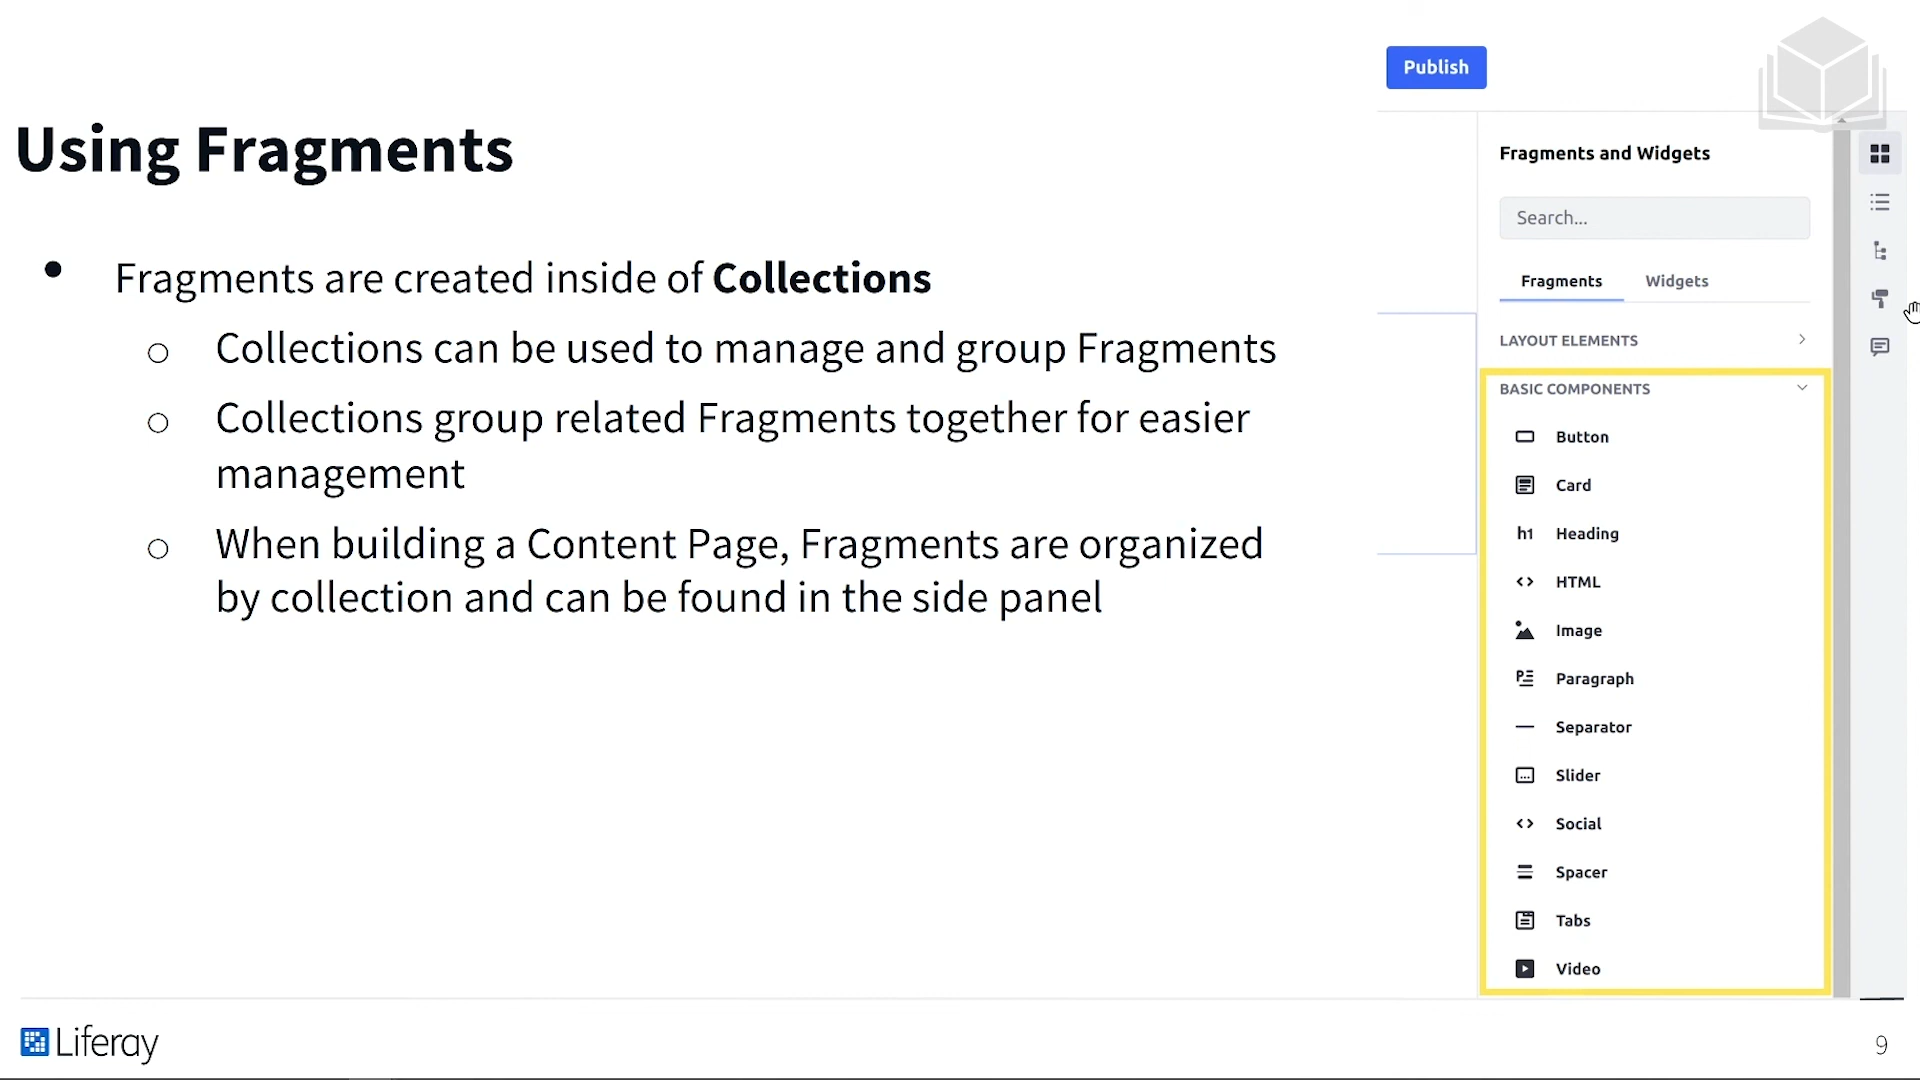 Using Fragments
• Fragments are created inside of Collections
○ Collections can be used to manage and group Fragments
○ Collections group related Fragments together for easier
management
○ When building a Content Page, Fragments are organized
by collection and can be found in the side panel
Publish
Fragments and Widgets
Search...
Fragments Widgets
LAYOUT ELEMENTS
BASIC COMPONENTS
Button
Card
h1 Heading
HTML
Image
Paragraph
Separator
Slider
Social
Spacer
Tabs
Video
Liferay
9